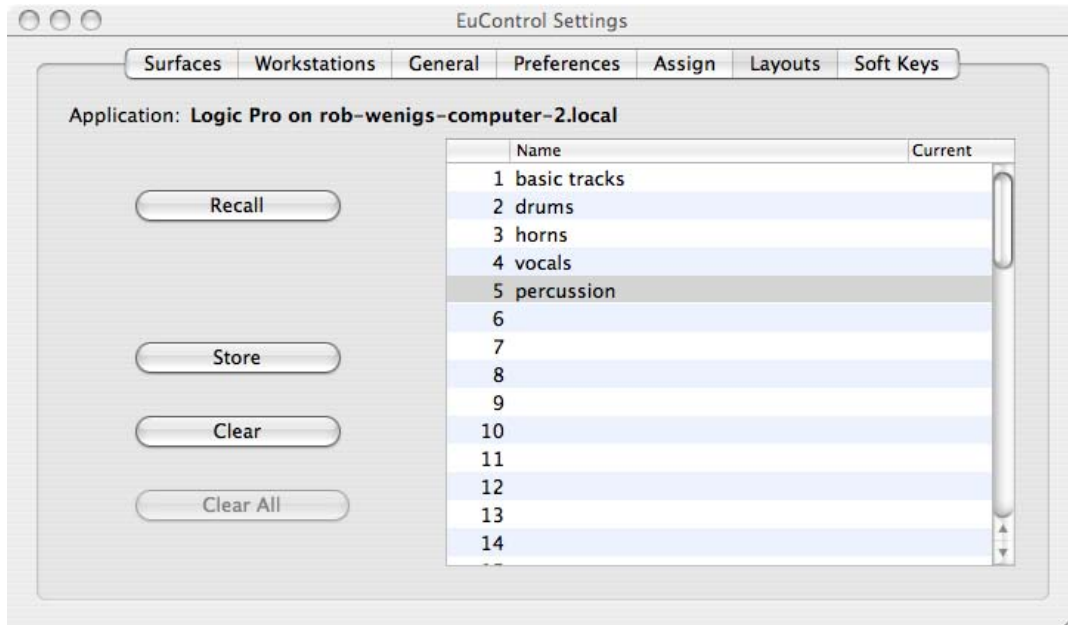 EuControl Settings
Surfaces Workstations General Preferences Assign Layouts Soft Keys
Application: Logic Pro on rob-wenigs-computer-2.local
Name Current
1 basic tracks
Recall
2 drums
3 horns
4 vocals
5 percussion
6
7
Store
8
9
Clear
10
11
12
Clear All
13
14